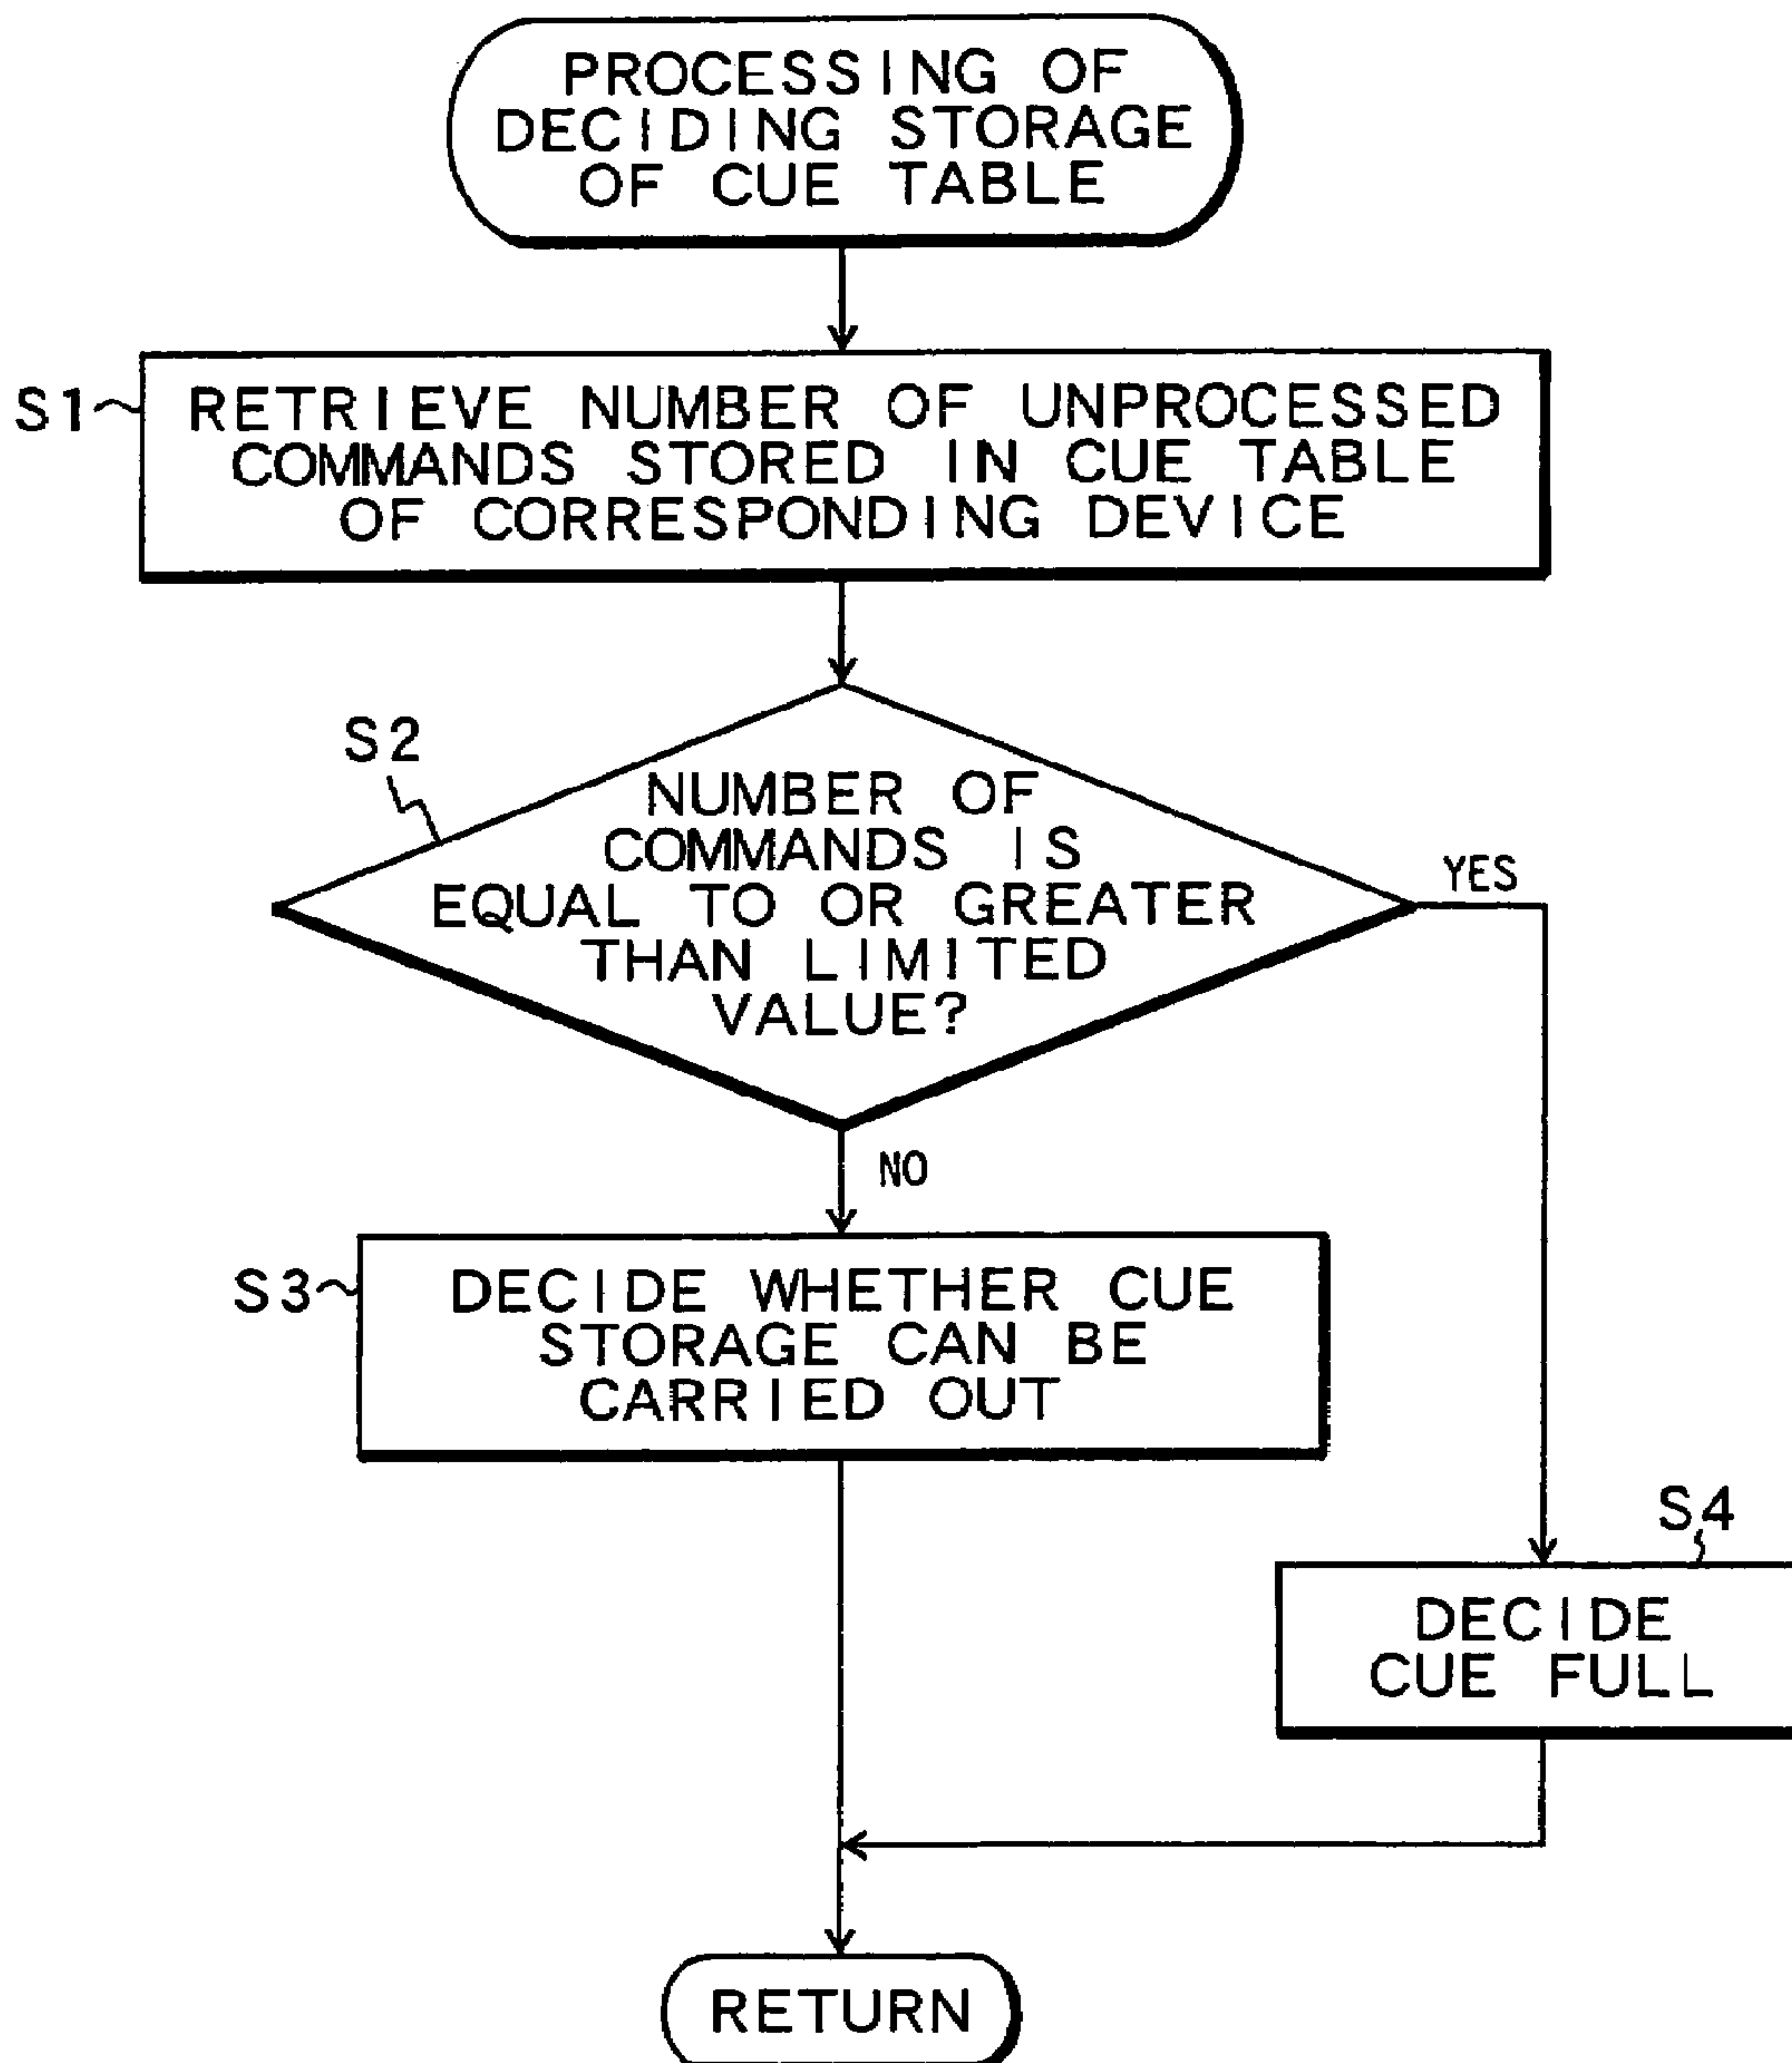 PROCESSING OF
DECIDING STORAGE
OF CUE TABLE
S1
RETRIEVE NUMBER OF UNPROCESSED
COMMANDS STORED IN CUE TABLE
OF CORRESPONDING DEVICE
S2
NUMBER OF
COMMANDS IS
EQUAL TO OR GREATER
THAN LIMITED
VALUE?
YES
NO
S3
DECIDE WHETHER CUE
STORAGE CAN BE
CARRIED OUT
S4
DECIDE
CUE FULL
RETURN